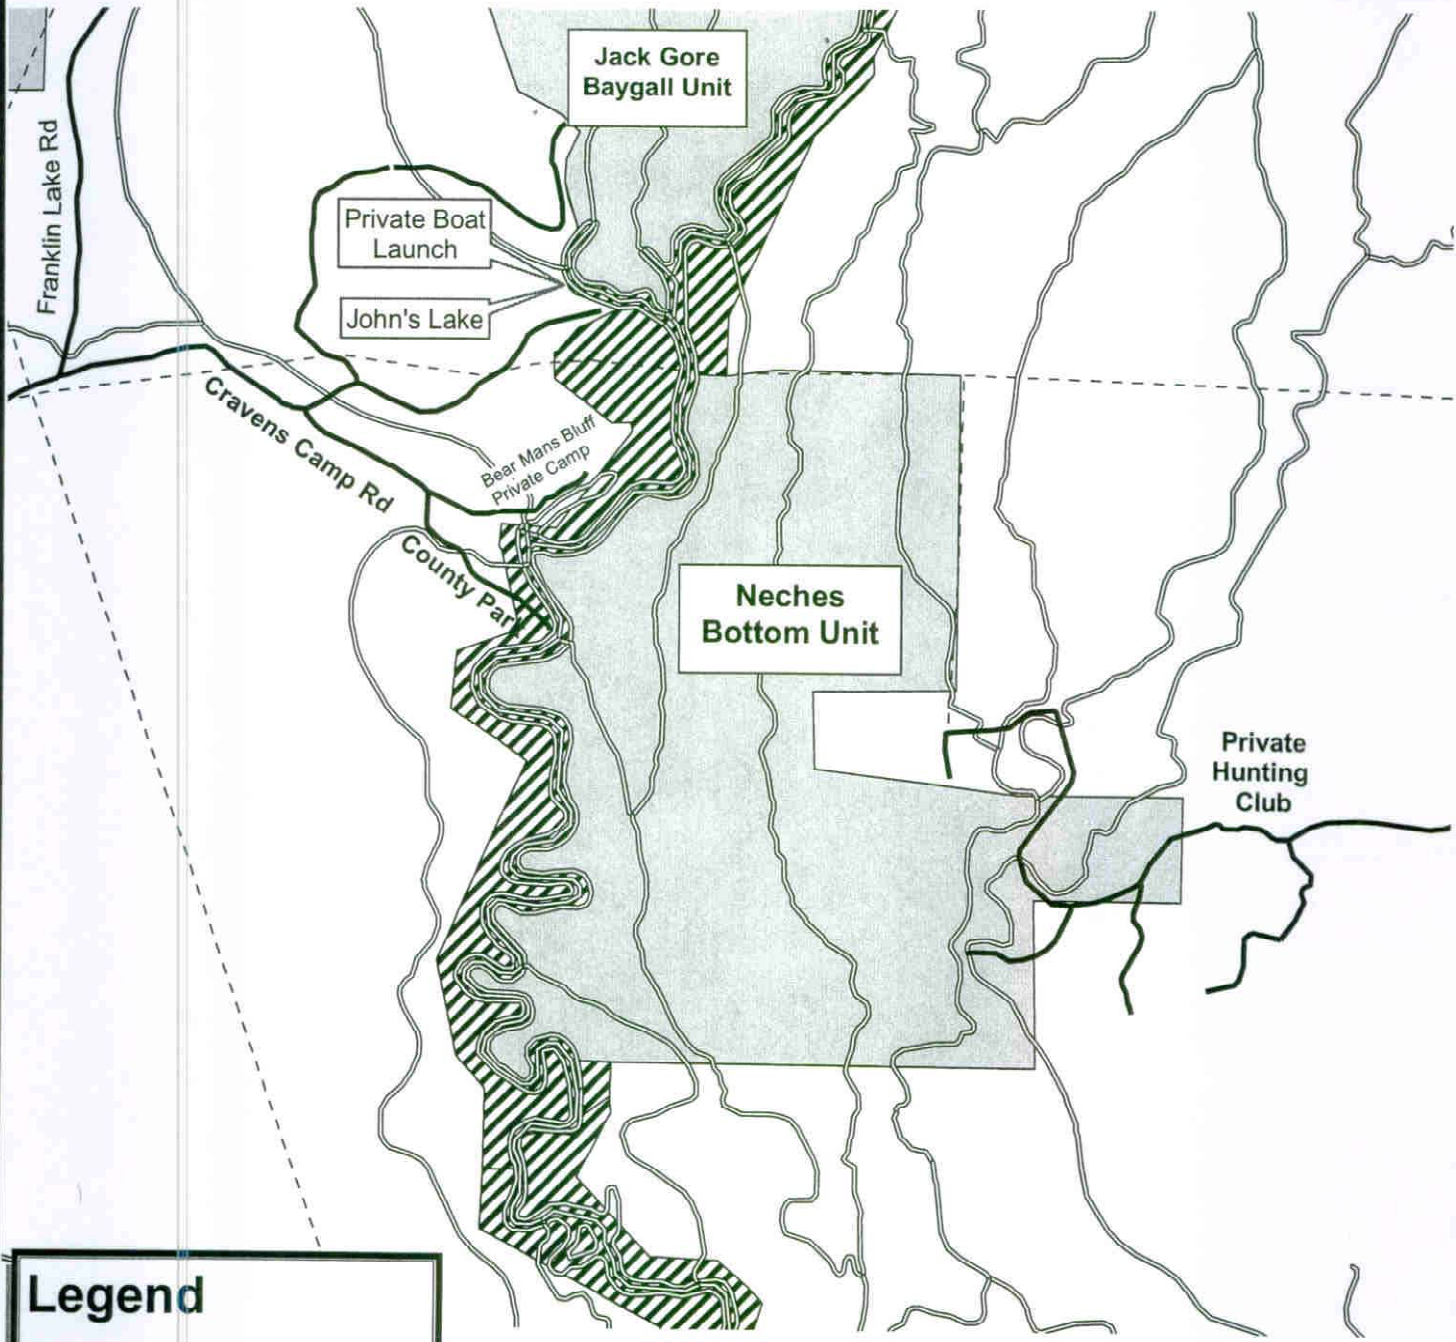 Jack Gore
Baygall Unit
Franklin Lake Rd
Private Boat
Launch
John's Lake
Cravens Camp Rd
Bear Mans Bluff
Private Camp
County Park
Neches
Bottom Unit
Private
Hunting
Club
Legend